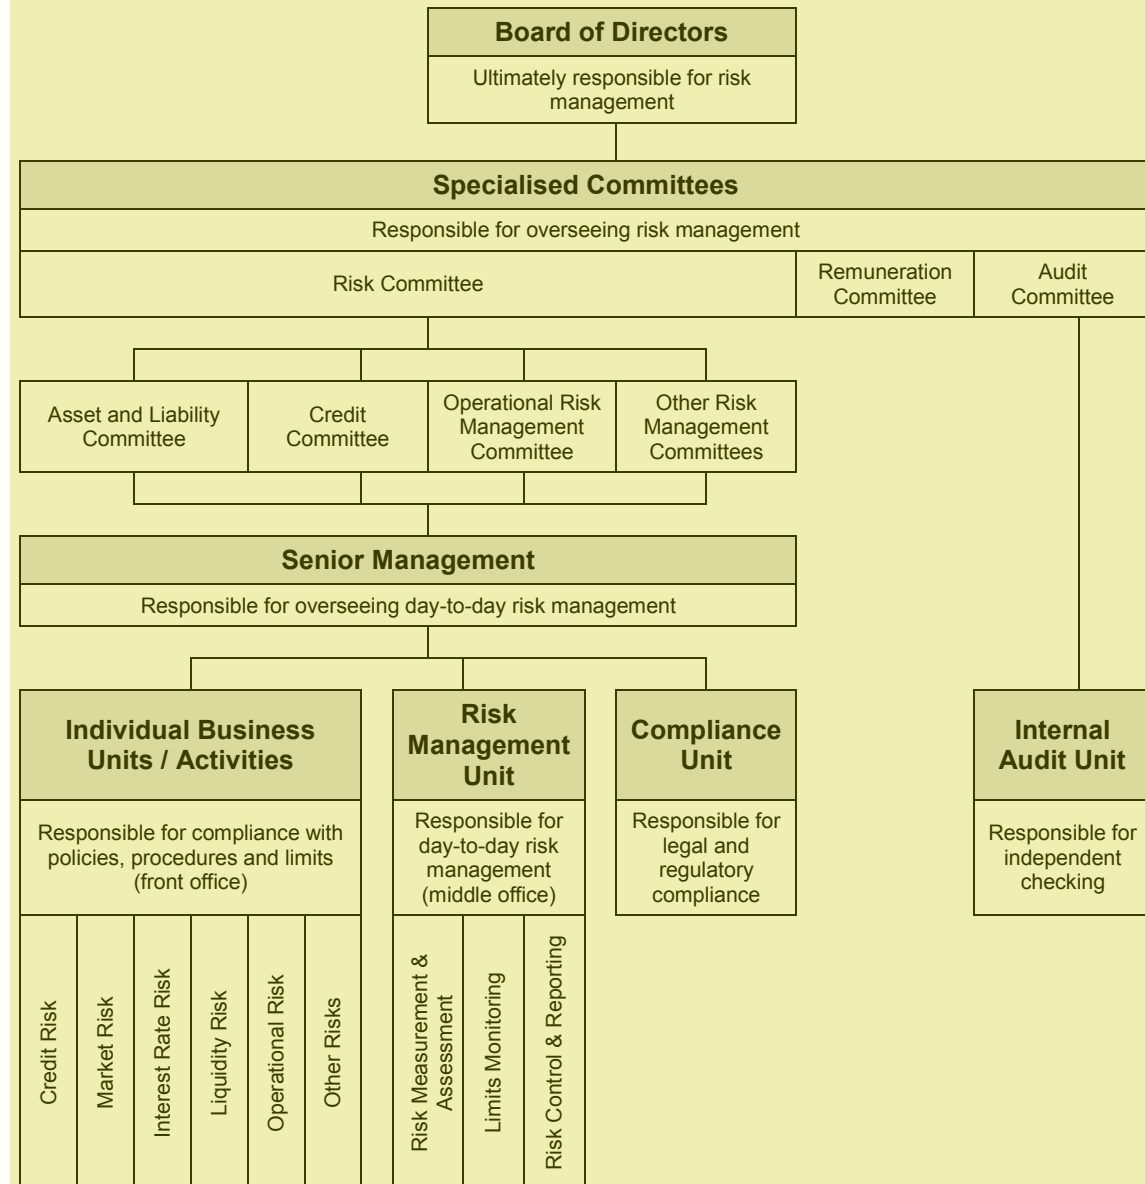 Board of Directors
Ultimately responsible for risk
management
Specialised Committees
Responsible for overseeing risk management
Risk Committee
Remuneration
Committee
Audit
Committee
Asset and Liability
Committee
Credit
Committee
Operational Risk
Management
Committee
Other Risk
Management
Committees
Senior Management
Responsible for overseeing day-to-day risk management
Individual Business
Units / Activities
Responsible for compliance with
policies, procedures and limits
(front office)
Credit Risk
Market Risk
Interest Rate Risk
Liquidity Risk
Operational Risk
Other Risks
Risk
Management
Unit
Responsible for
day-to-day risk
management
(middle office)
Risk Measurement &
Assessment
Limits Monitoring
Risk Control & Reporting
Compliance
Unit
Responsible for
legal and
regulatory
compliance
Internal
Audit Unit
Responsible for
independent
checking